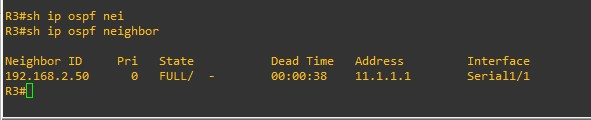 R3#sh ip ospf nei
R3#sh ip ospf neighbor
Neighbor ID     Pri   State           Dead Time   Address         Interface
192.168.2.50      0   FULL/  -        00:00:38    11.1.1.1        Serial1/1
R3#